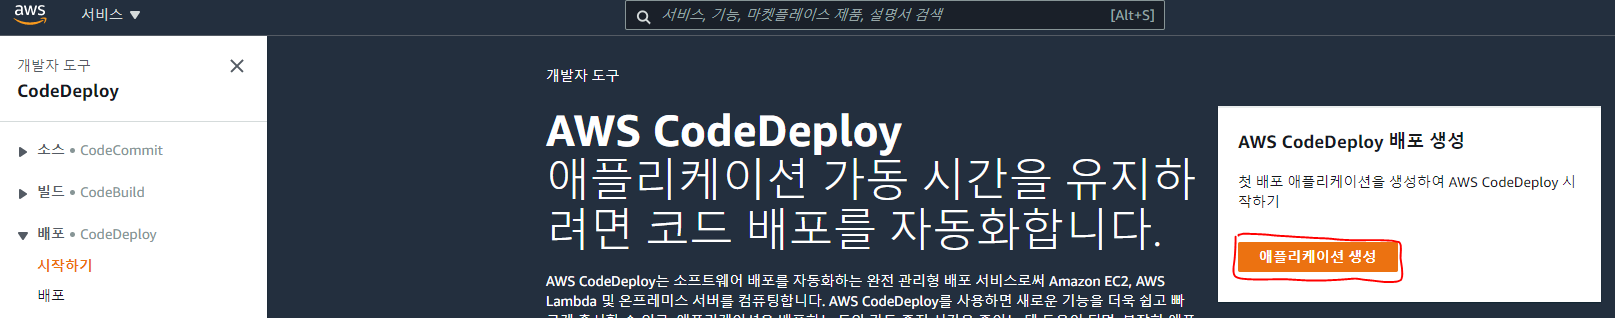 aws
서비스
서비스, 기능, 마켓플레이스 제품, 설명서 검색
[Alt+S]
개발자 도구
CodeDeploy
소스 • CodeCommit
빌드 • CodeBuild
배포 • CodeDeploy
시작하기
배포
개발자 도구
AWS CodeDeploy
애플리케이션 가동 시간을 유지하
려면 코드 배포를 자동화합니다.
AWS CodeDeploy는 소프트웨어 배포를 자동화하는 완전 관리형 배포 서비스로써 Amazon EC2, AWS
Lambda 및 온프레미스 서버를 컴퓨팅합니다. AWS CodeDeploy를 사용하면 새로운 기능을 더욱 쉽고 빠
AWS CodeDeploy 배포 생성
첫 배포 애플리케이션을 생성하여 AWS CodeDeploy 시
작하기
애플리케이션 생성